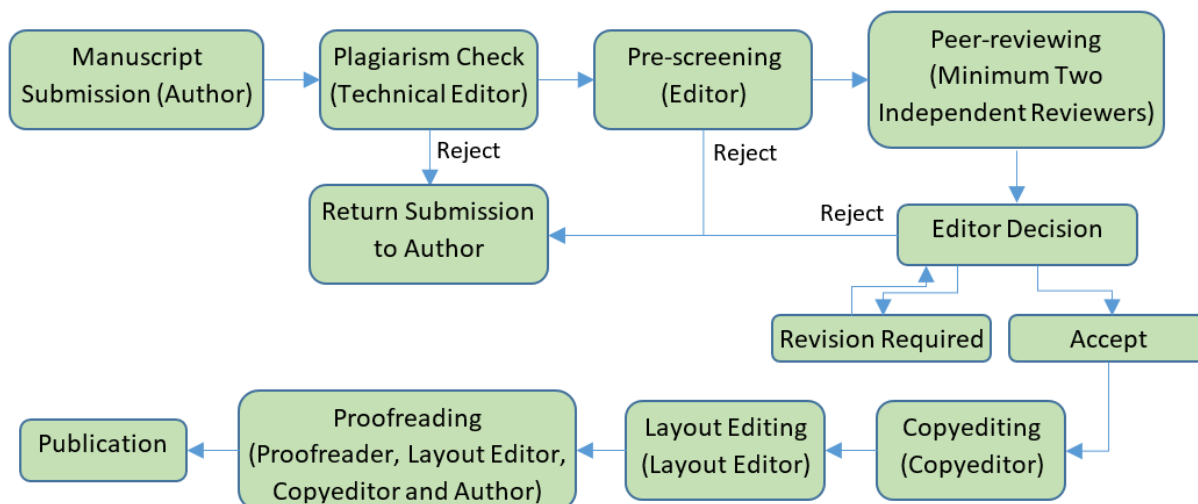 Manuscript
Submission (Author)
Plagiarism Check
(Technical Editor)
Pre-screening
(Editor)
Peer-reviewing
(Minimum Two
Independent Reviewers)
Reject
Reject
Return Submission
to Author
Reject
Editor Decision
Revision Required
Accept
Publication
Proofreading
(Proofreader, Layout Editor,
Copyeditor and Author)
Layout Editing
(Layout Editor)
Copyediting
(Copyeditor)